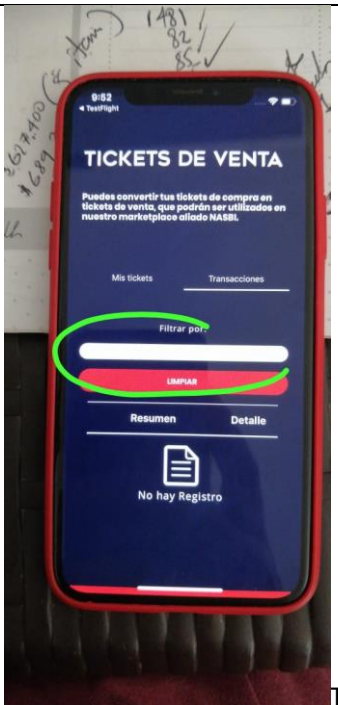 1481
82
85 ✓
9:52
◀ TestFlight
TICKETS DE VENTA
Puedes convertir tus tickets de compra en
tickets de venta, que podrán ser utilizados en
nuestro marketplace aliado NASBI.
Mis tickets Transacciones
Filtrar por:
LIMPIAR
Resumen Detalle
No hay Registro